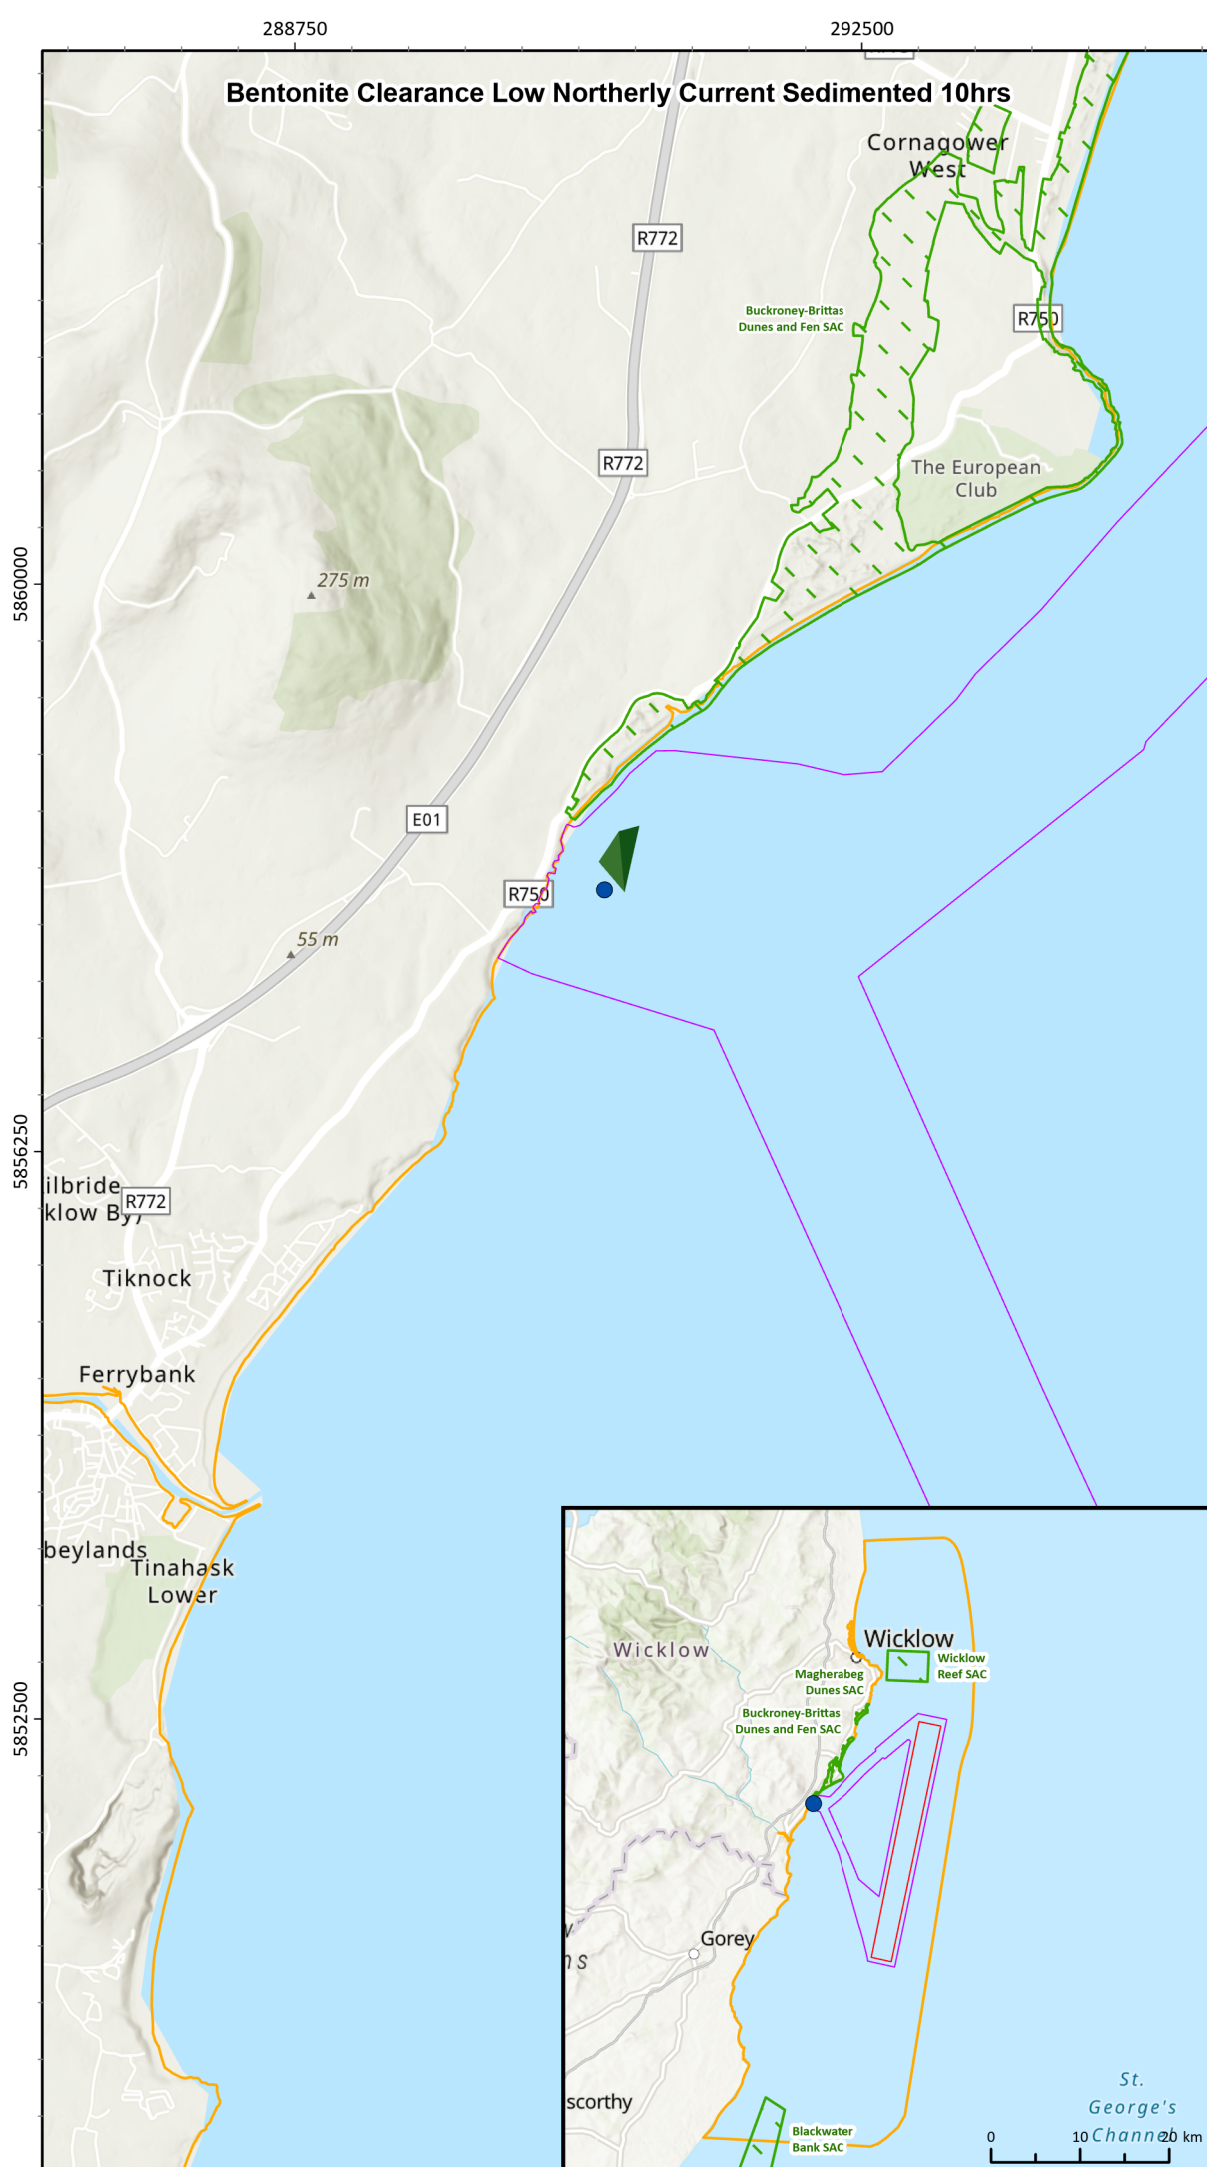 288750
292500
Bentonite Clearance Low Northerly Current Sedimented 10hrs
Cornagower
West
R772
Buckroney-Brittas
Dunes and Fen SAC
R750
R772
The European
Club
5860000
275 m
E01
R750
55 m
5856250
ilbride
klow By)
R772
Tiknock
Ferrybank
beylands
Tinahask
Lower
5852500
Wicklow
Wicklow
Wicklow
Reef SAC
Magherabeg
Dunes SAC
Buckroney-Brittas
Dunes and Fen SAC
Gorey
ns
scorthy
St.
George's
Channel
Blackwater
Bank SAC
0 10 20 km